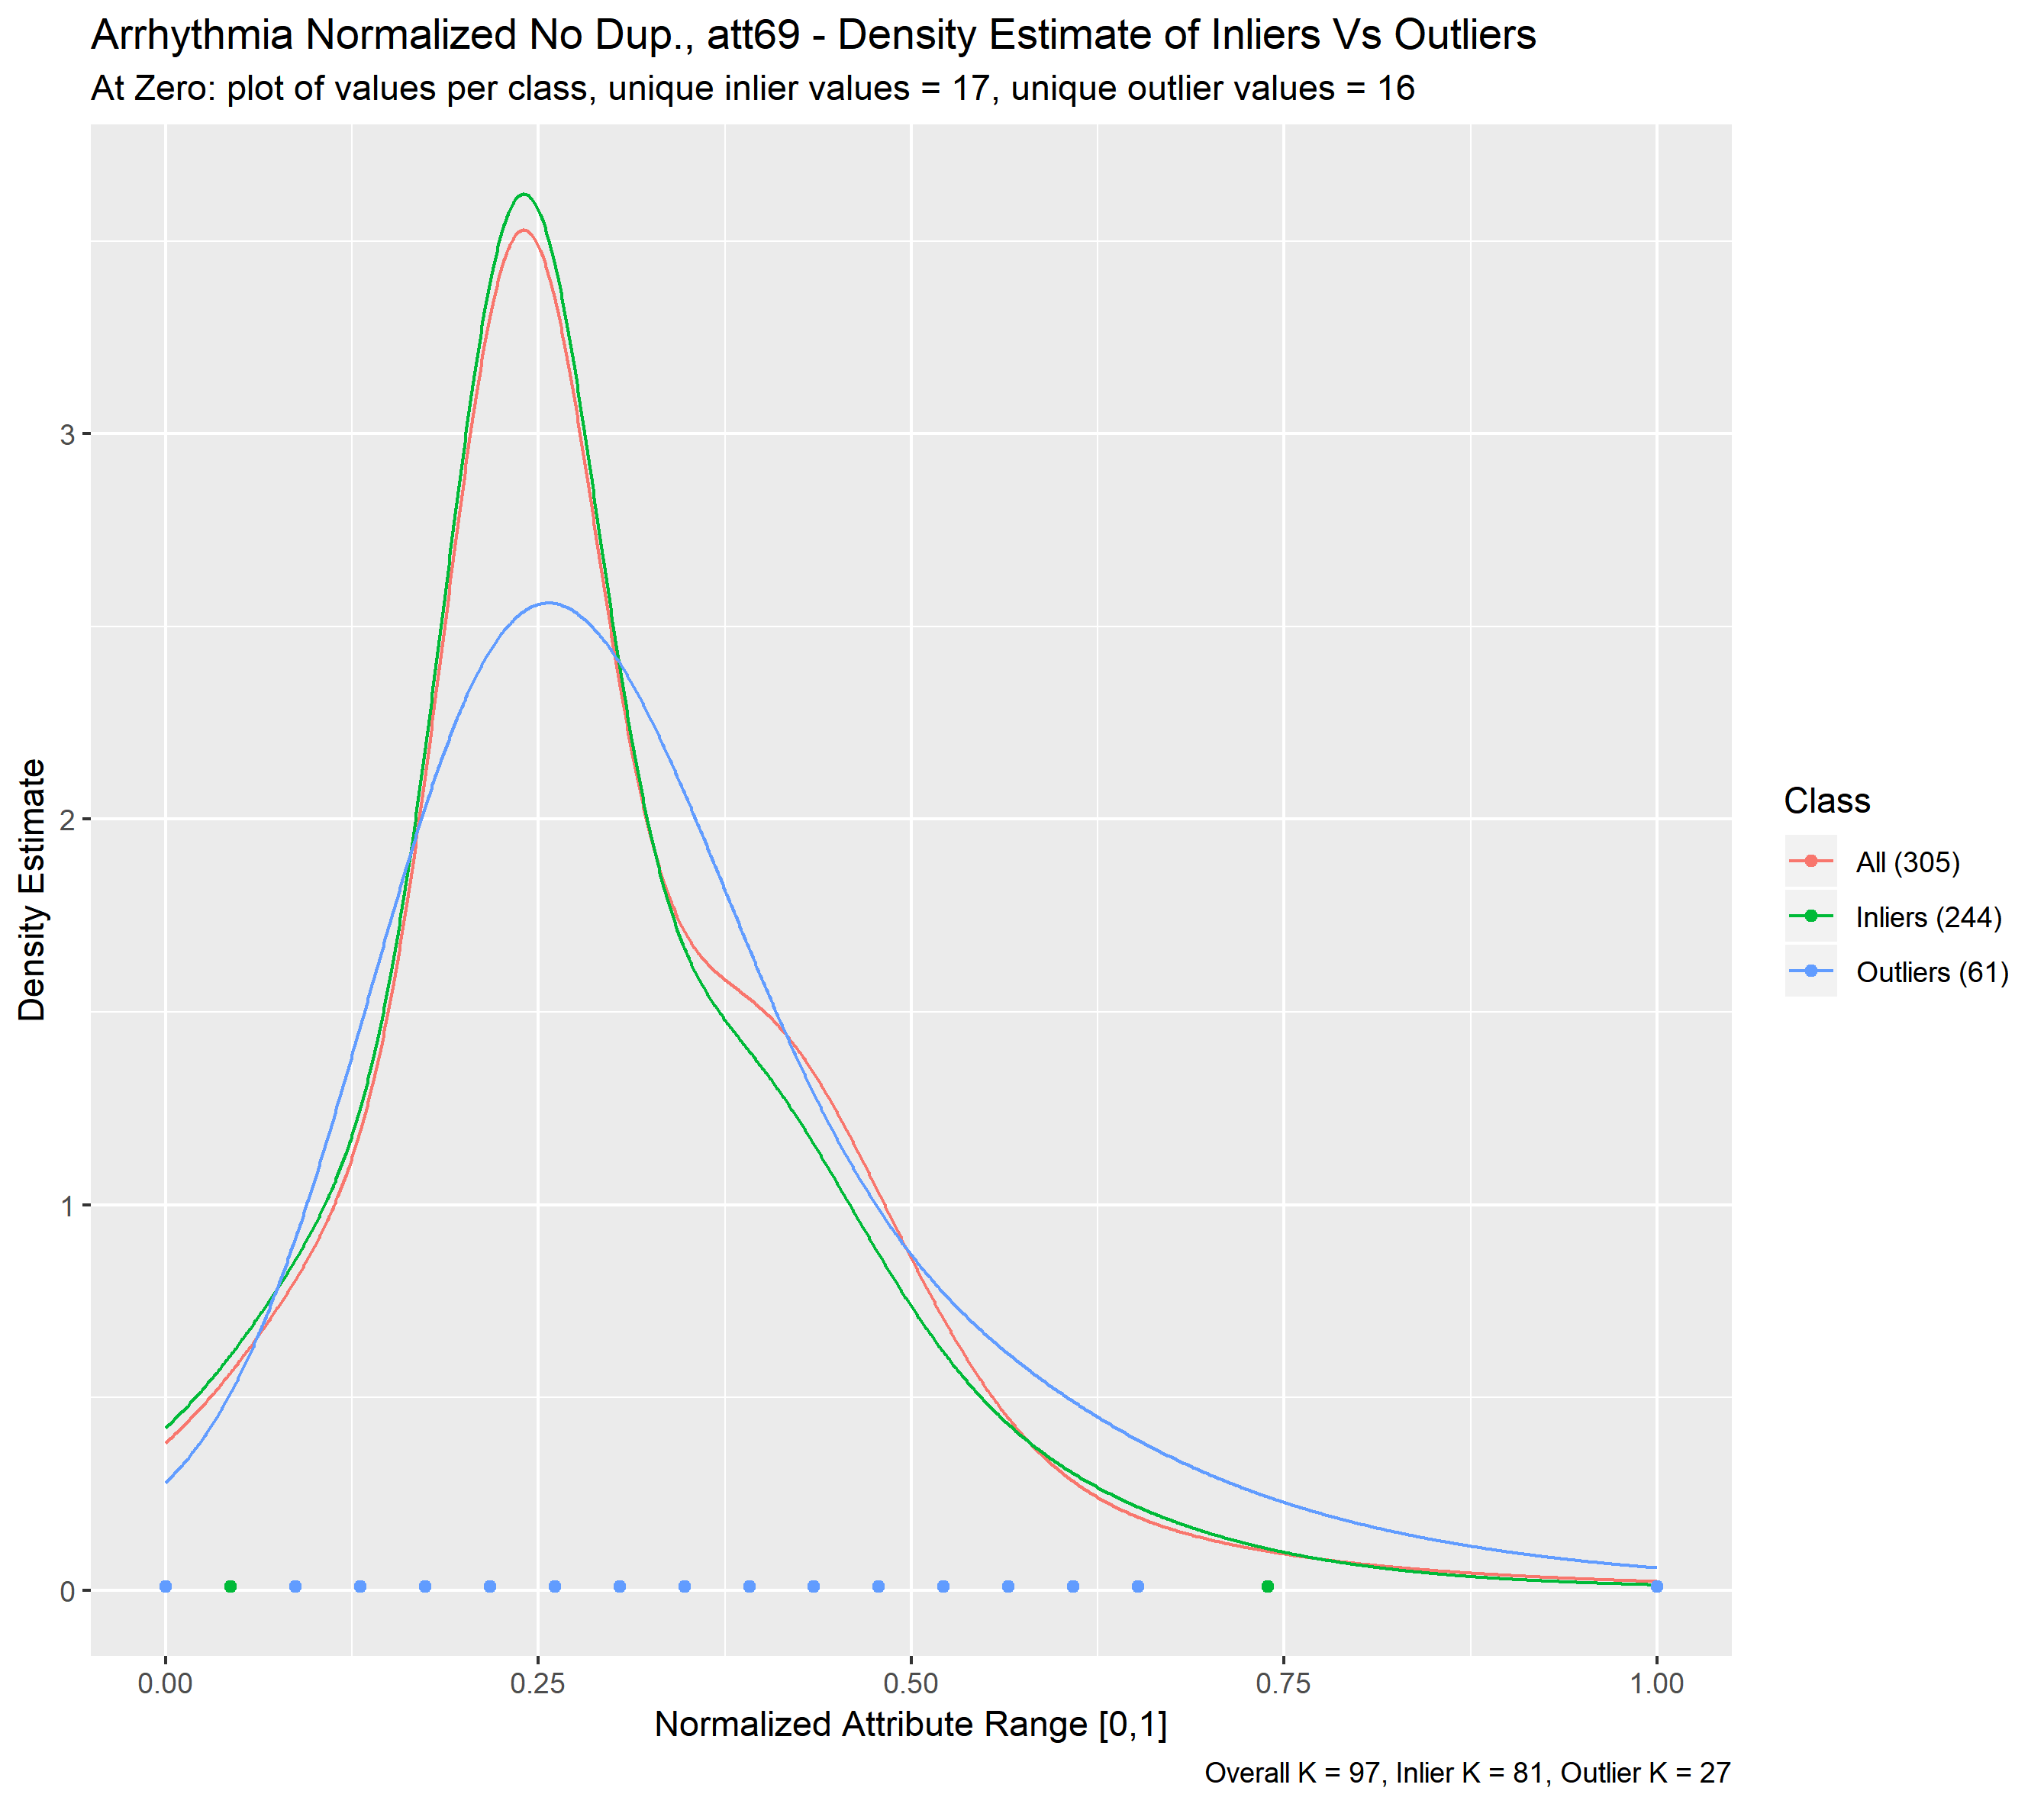 Arrhythmia Normalized No Dup., att69 - Density Estimate of Inliers Vs Outliers
At Zero: plot of values per class, unique inlier values = 17, unique outlier values = 16
Density Estimate
3
2
1
0
0.00
0.25
0.50
0.75
1.00
Normalized Attribute Range [0,1]
Overall K = 97, Inlier K = 81, Outlier K = 27
Class
All (305)
Inliers (244)
Outliers (61)